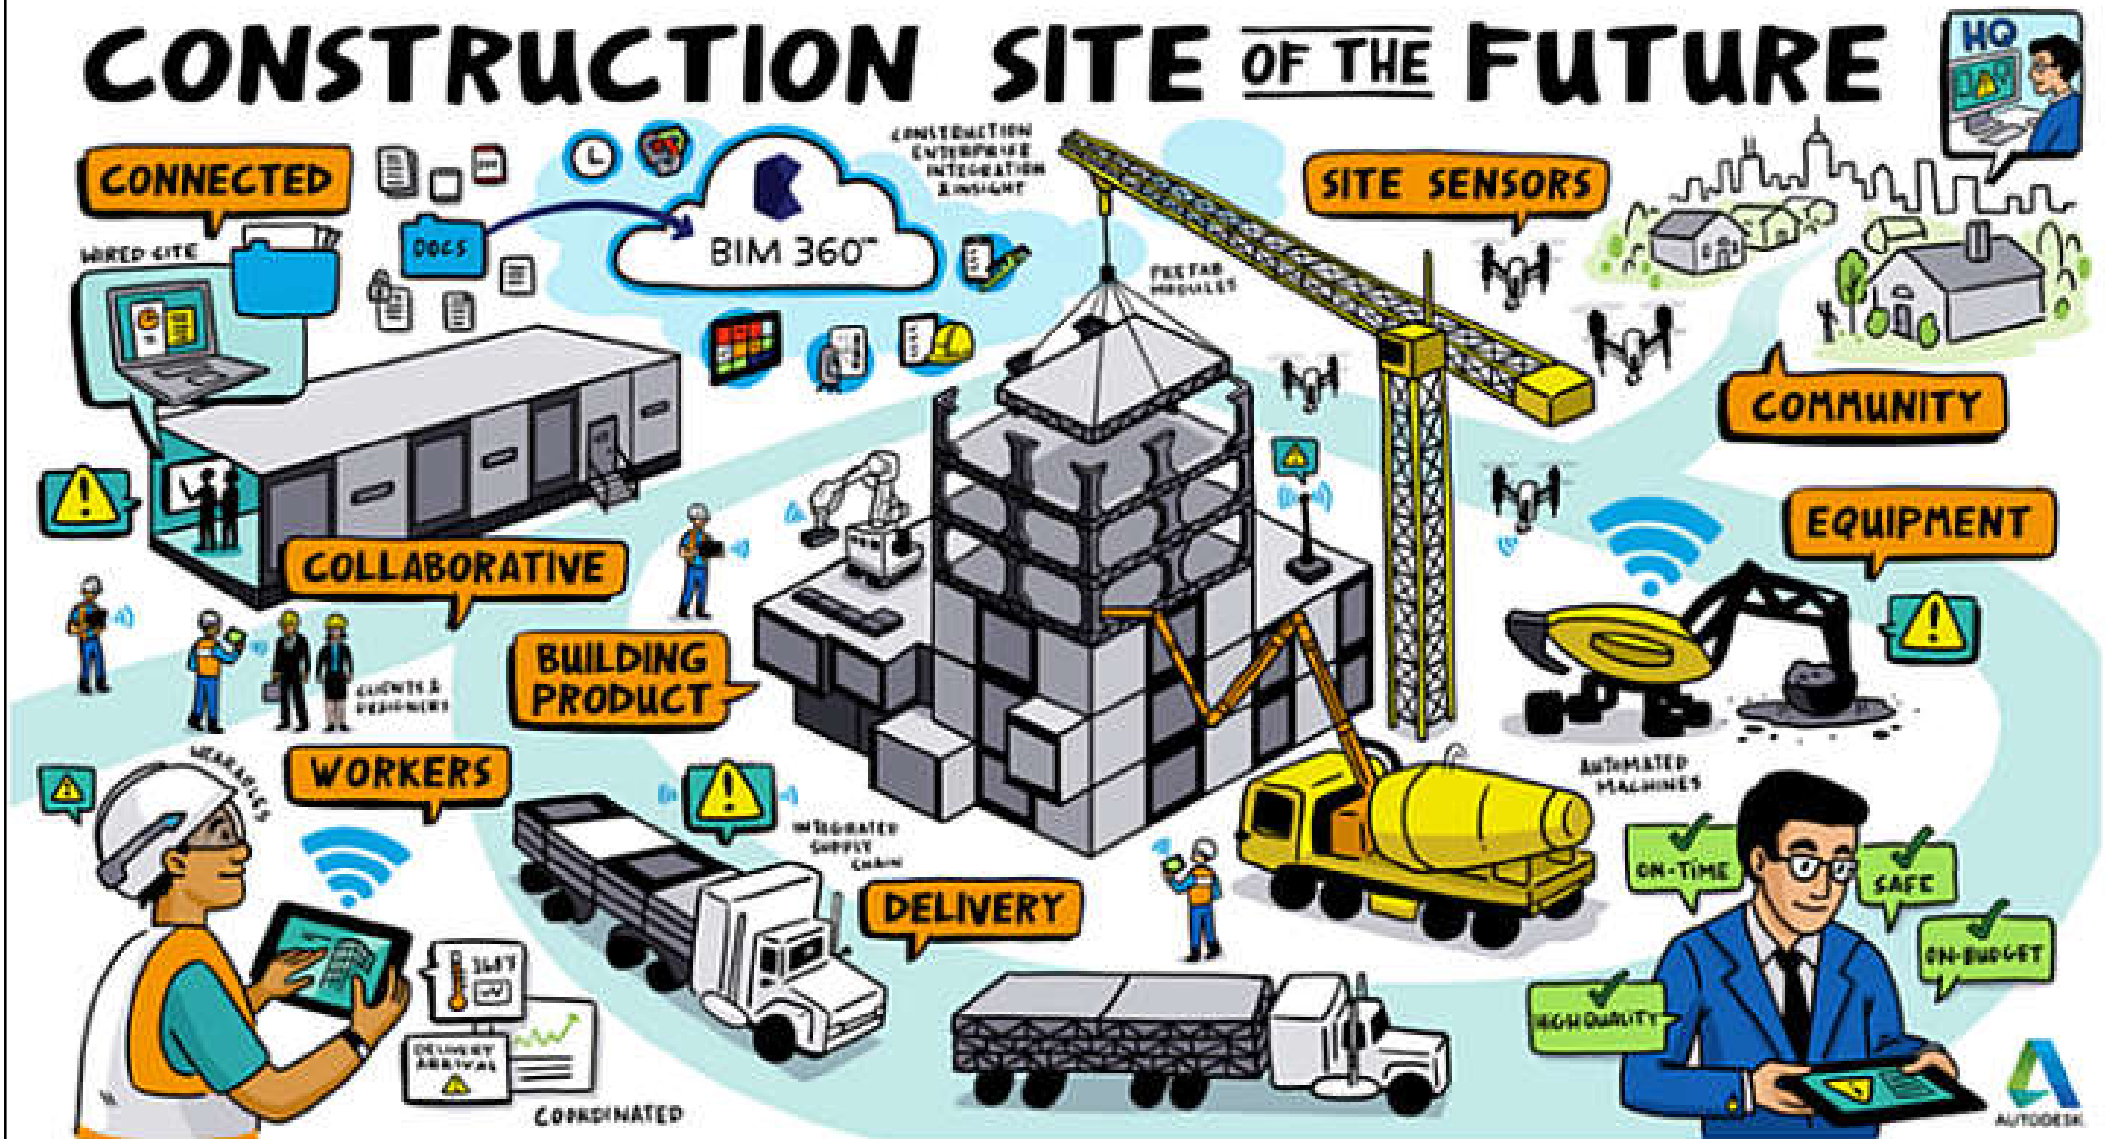 CONSTRUCTION SITE OF THE FUTURE
HQ
CONNECTED
WIRED SITE
DOCS
BIM 360™
CONSTRUCTION
ENTERPRISE
INTEGRATION
& INSIGHT
PREFAB
MODULES
SITE SENSORS
COMMUNITY
EQUIPMENT
AUTOMATED
MACHINES
COLLABORATIVE
CLIENTS &
DESIGNERS
BUILDING
PRODUCT
WORKERS
WEARABLES
INTEGRATED
SUPPLY
CHAIN
DELIVERY
DELIVERY
ARRIVAL
COORDINATED
ON-TIME
SAFE
ON-BUDGET
HIGH QUALITY
AUTODESK